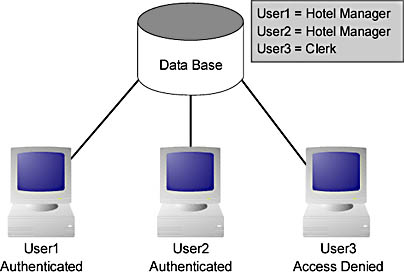 User1 = Hotel Manager
User2 = Hotel Manager
User3 = Clerk
Data Base
User1
Authenticated
User2
Authenticated
User3
Access Denied